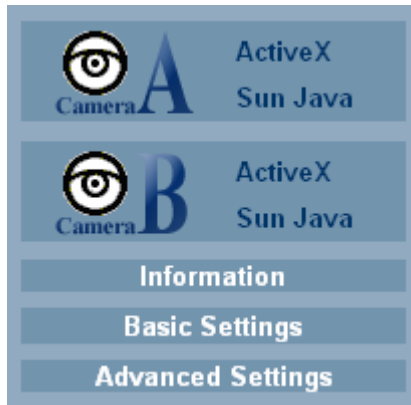 Camera A
ActiveX
Sun Java
Camera B
ActiveX
Sun Java
Information
Basic Settings
Advanced Settings